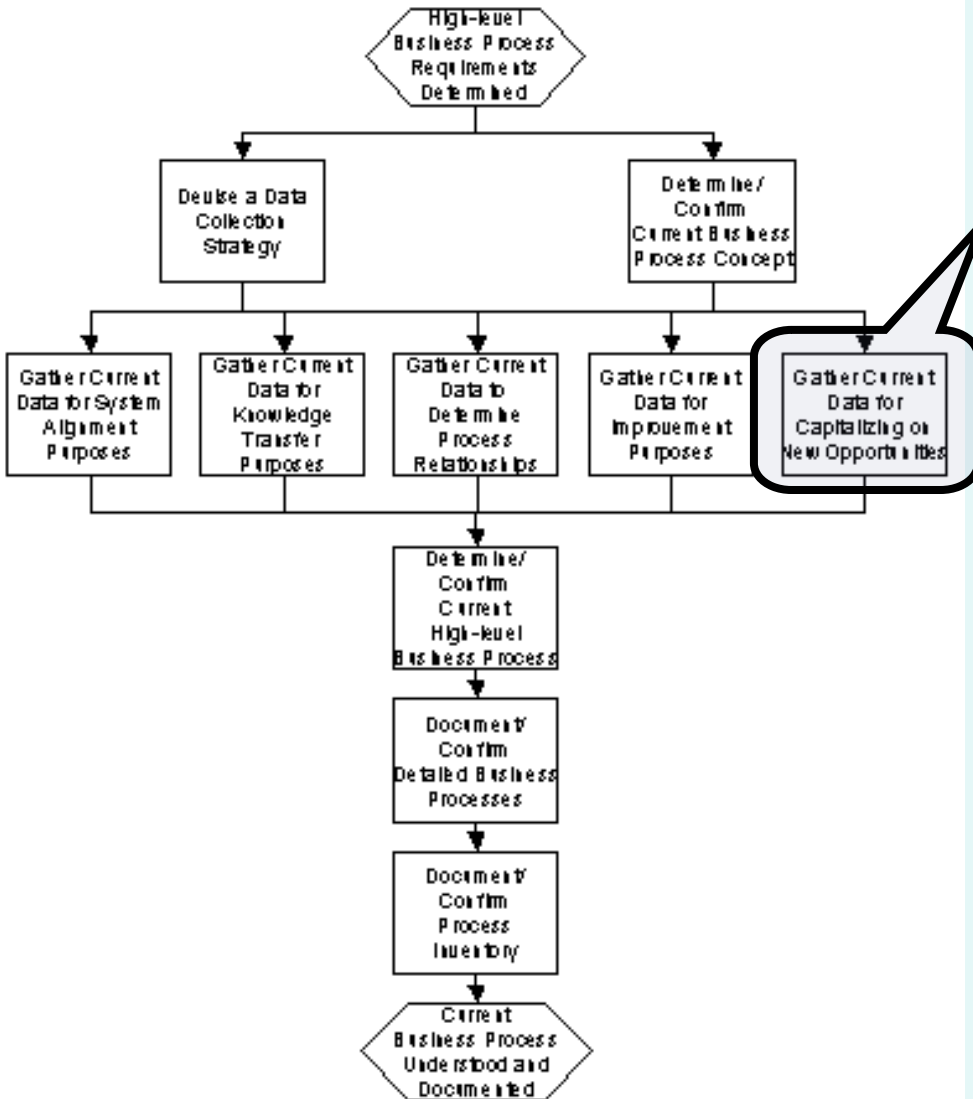 High-level
Business Process
Requirements
Determined
Devise a Data
Collection
Strategy
Determine/
Confirm
Current Business
Process Concept
Gather Current
Data for System
Alignment
Purposes
Gather Current
Data for
Knowledge
Transfer
Purposes
Gather Current
Data to
Determine
Process
Relationships
Gather Current
Data for
Improvement
Purposes
Gather Current
Data for
Capitalizing on
New Opportunities
Determine/
Confirm
Current
High-level
Business Process
Document/
Confirm
Detailed Business
Processes
Document/
Confirm
Process
Inventory
Current
Business Process
Understood and
Documented